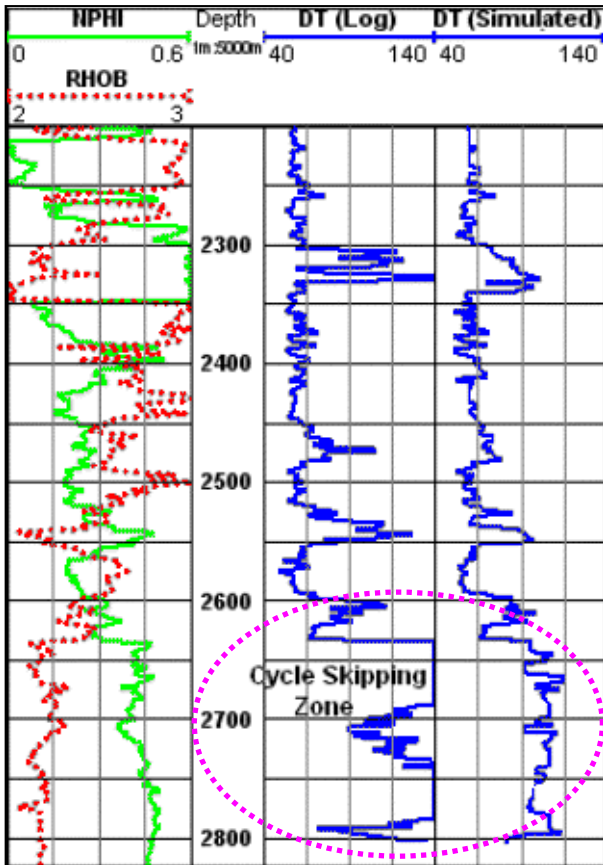 NPHI Depth DT (Log) DT (Simulated)
1m:5000m
0 0.6 40 140 40 140
RHOB
2 3
2300
2400
2500
2600
Cycle Skipping
Zone
2700
2800